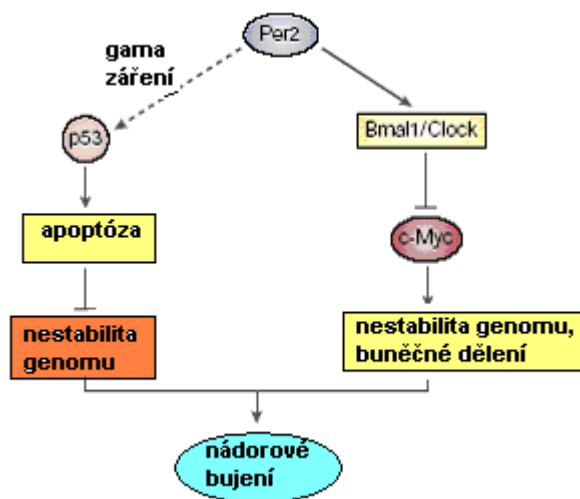 Per2
gama
záření
p53
Bmal1/Clock
apoptóza
c-Myc
nestabilita
genomu
nestabilita genomu,
buněčné dělení
nádorové
bujení